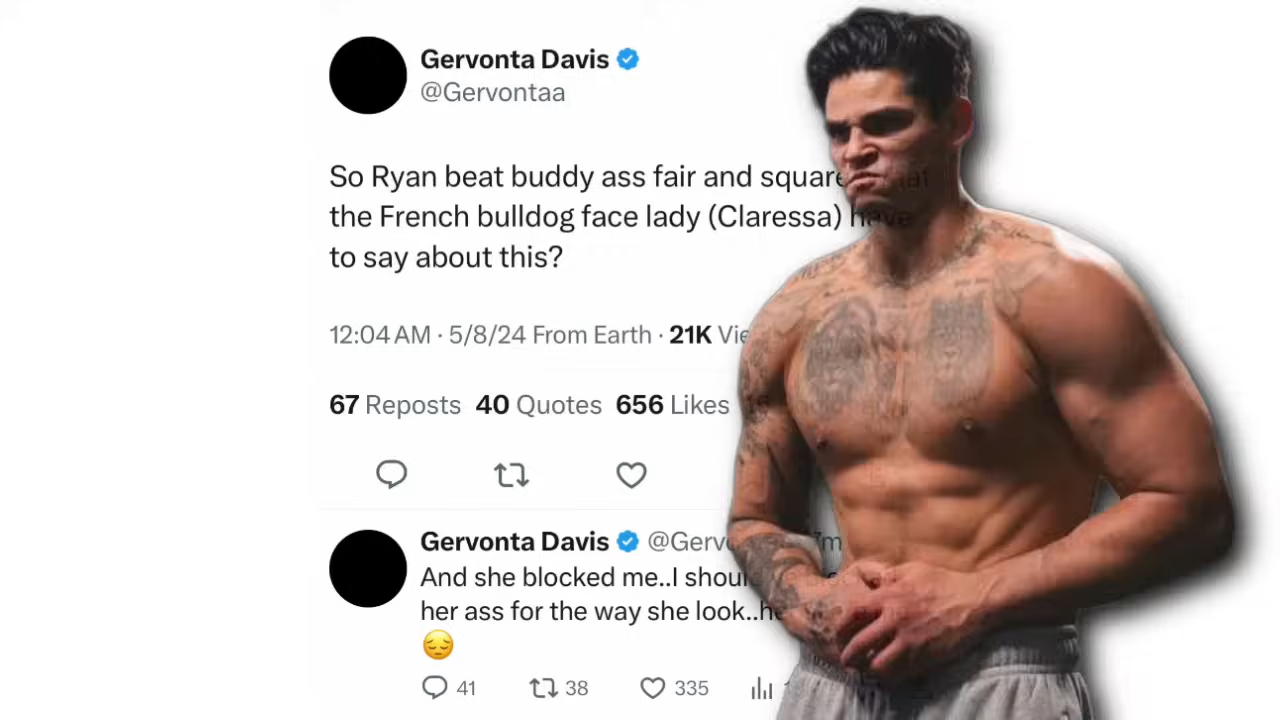 Gervonta Davis
@Gervontaa
So Ryan beat buddy ass fair and square
the French bulldog face lady (Claressa) have
to say about this?
12:04 AM · 5/8/24 From Earth · 21K
67 Reposts 40 Quotes 656 Likes
Gervonta Davis
And she blocked me..I
her ass for the way she look..
😔
41 38 335